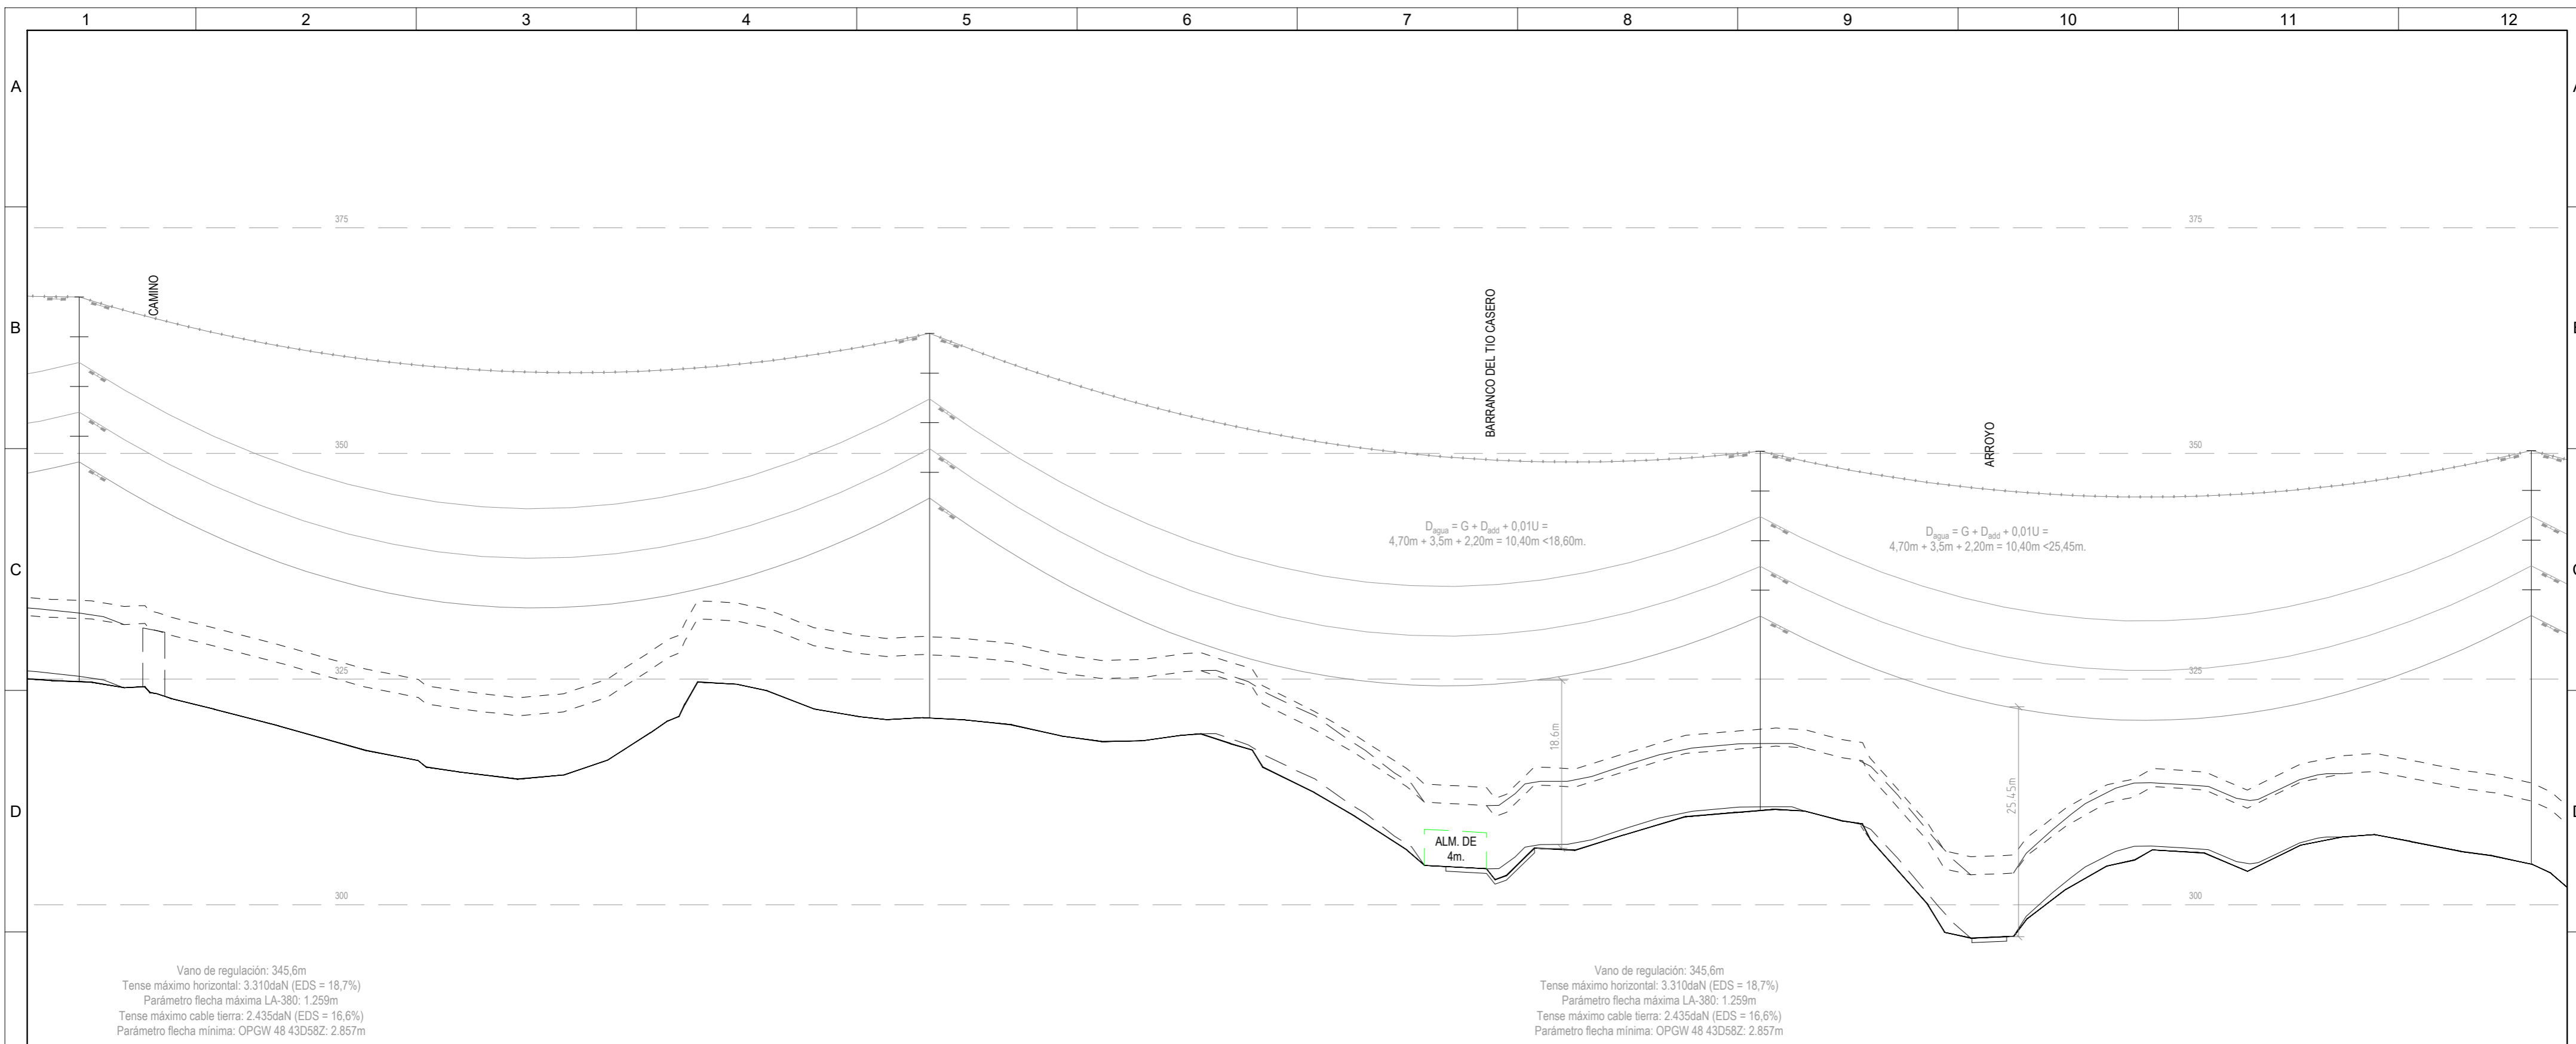 1 2 3 4 5 6 7 8 9 10 11 12
A
A
375 375
CAMINO
BARRANCO DEL TIO CASERO
B
350 350
ARROYO
D agua = G + D add + 0,01U =
4,70m + 3,5m + 2,20m = 10,40m <18,60m.
D agua = G + D add + 0,01U =
4,70m + 3,5m + 2,20m = 10,40m <25,45m.
C
325 325
18.6m
25.45m
D
ALM. DE
4m.
300 300
Vano de regulación: 345,6m
Tense máximo horizontal: 3.310daN (EDS = 18,7%)
Parámetro flecha máxima LA-380: 1.259m
Tense máximo cable tierra: 2.435daN (EDS = 16,6%)
Parámetro flecha mínima: OPGW 48 43D58Z: 2.857m
Vano de regulación: 345,6m
Tense máximo horizontal: 3.310daN (EDS = 18,7%)
Parámetro flecha máxima LA-380: 1.259m
Tense máximo cable tierra: 2.435daN (EDS = 16,6%)
Parámetro flecha mínima: OPGW 48 43D58Z: 2.857m